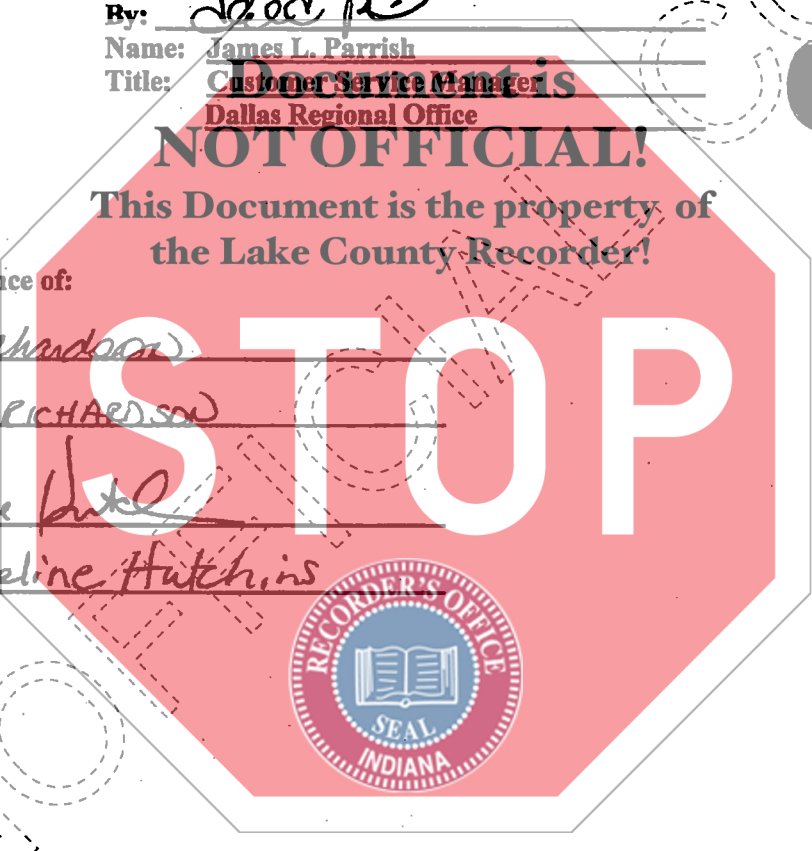 By:
Name: James L. Parrish
Title: Customer Service Manager
Document is
Dallas Regional Office
NOT OFFICIAL!
This Document is the property of
the Lake County Recorder!
of:
RICHARDSON
STOP
Hutchins
RECORDER'S OFFICE
SEAL
INDIANA